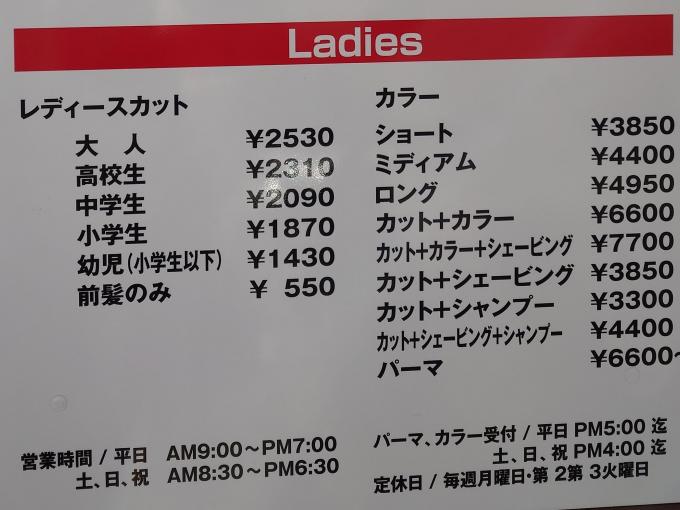 Ladies
レディースカット
大 人 ¥2530
高校生 ¥2310
中学生 ¥2090
小学生 ¥1870
幼児(小学生以下) ¥1430
前髪のみ ¥ 550
カラー
ショート ¥3850
ミディアム ¥4400
ロング ¥4950
カット+カラー ¥6600
カット+カラー+シェービング ¥7700
カット+シェービング ¥3850
カット+シャンプー ¥3300
カット+シェービング+シャンプー ¥4400
パーマ ¥6600~
営業時間 / 平日 AM9:00~PM7:00
土、日、祝 AM8:30~PM6:30
パーマ、カラー受付 / 平日 PM5:00 迄
土、日、祝 PM4:00 迄
定休日 / 毎週月曜日・第 2第 3火曜日